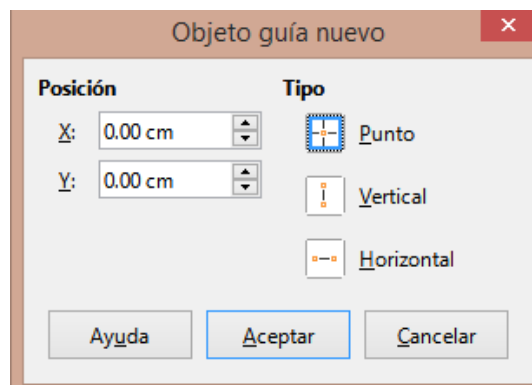 Objeto guía nuevo
Posición
X: 0.00 cm
Y: 0.00 cm
Tipo
Punto
Vertical
Horizontal
Ayuda Aceptar Cancelar